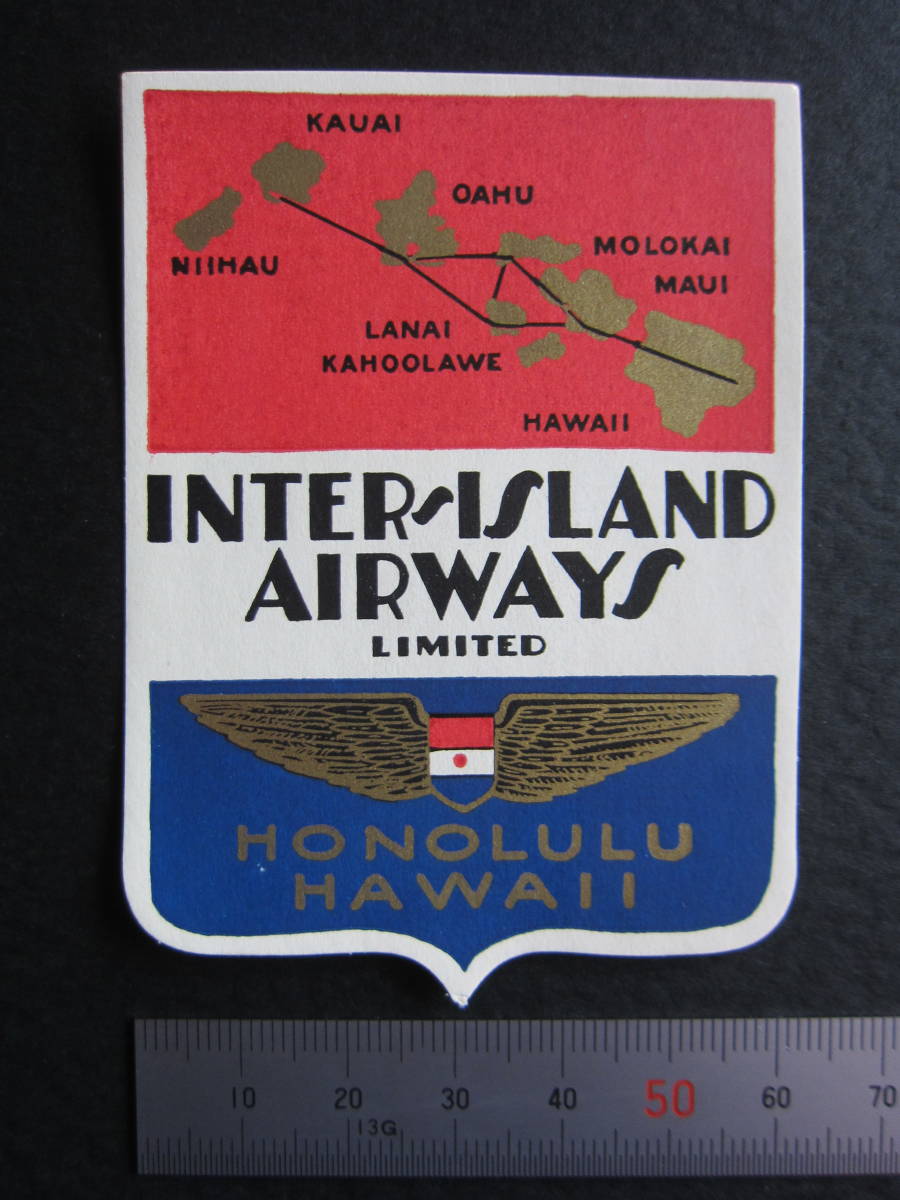 KAUAI
OAHU
NIIHAU
MOLOKAI
MAUI
LANAI
KAHOOLAWE
HAWAII
INTER-ISLAND
AIRWAYS
LIMITED
HONOLULU
HAWAII
10 20 30 40 50 60 70
13G